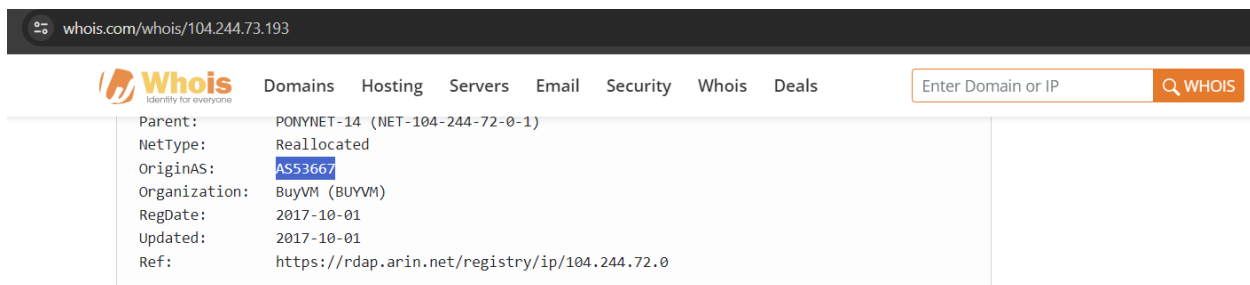 whois.com/whois/104.244.73.193
Whois
Identity for everyone
Domains Hosting Servers Email Security Whois Deals Enter Domain or IP WHOIS
Parent: PONYNET-14 (NET-104-244-72-0-1)
NetType: Reallocated
OriginAS: AS53667
Organization: BuyVM (BUYVM)
RegDate: 2017-10-01
Updated: 2017-10-01
Ref: https://rdap.arin.net/registry/ip/104.244.72.0